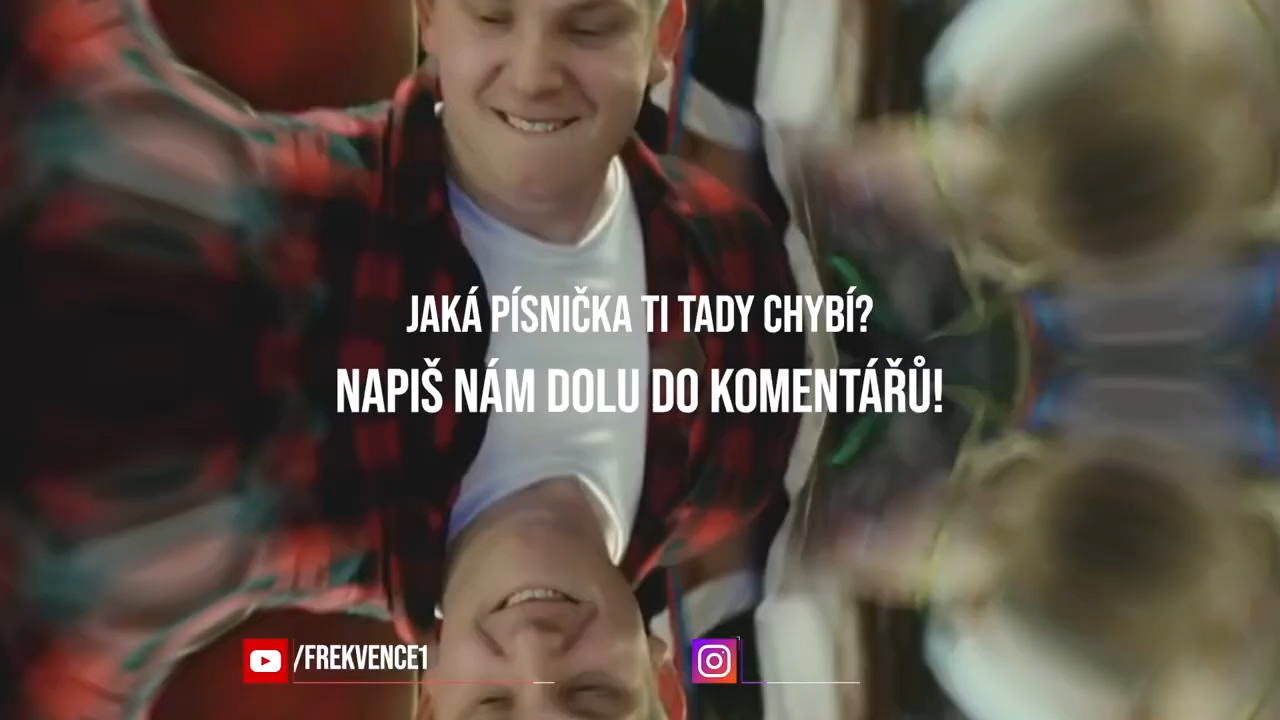 JAKÁ PÍSNIČKA TI TADY CHYBÍ?
NAPIŠ NÁM DOLU DO KOMENTÁŘŮ!
/FREKVENCE1